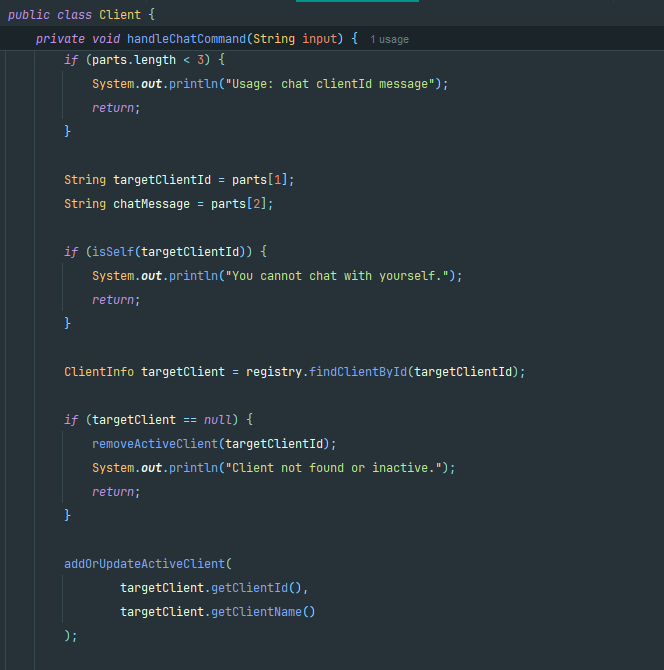 public class Client {
private void handleChatCommand(String input) { 1 usage
if (parts.length < 3) {
System.out.println("Usage: chat clientId message");
return;
}
String targetClientId = parts[1];
String chatMessage = parts[2];
if (isSelf(targetClientId)) {
System.out.println("You cannot chat with yourself.");
return;
}
ClientInfo targetClient = registry.findClientById(targetClientId);
if (targetClient == null) {
removeActiveClient(targetClientId);
System.out.println("Client not found or inactive.");
return;
}
addOrUpdateActiveClient(
targetClient.getClientId(),
targetClient.getClientName()
);